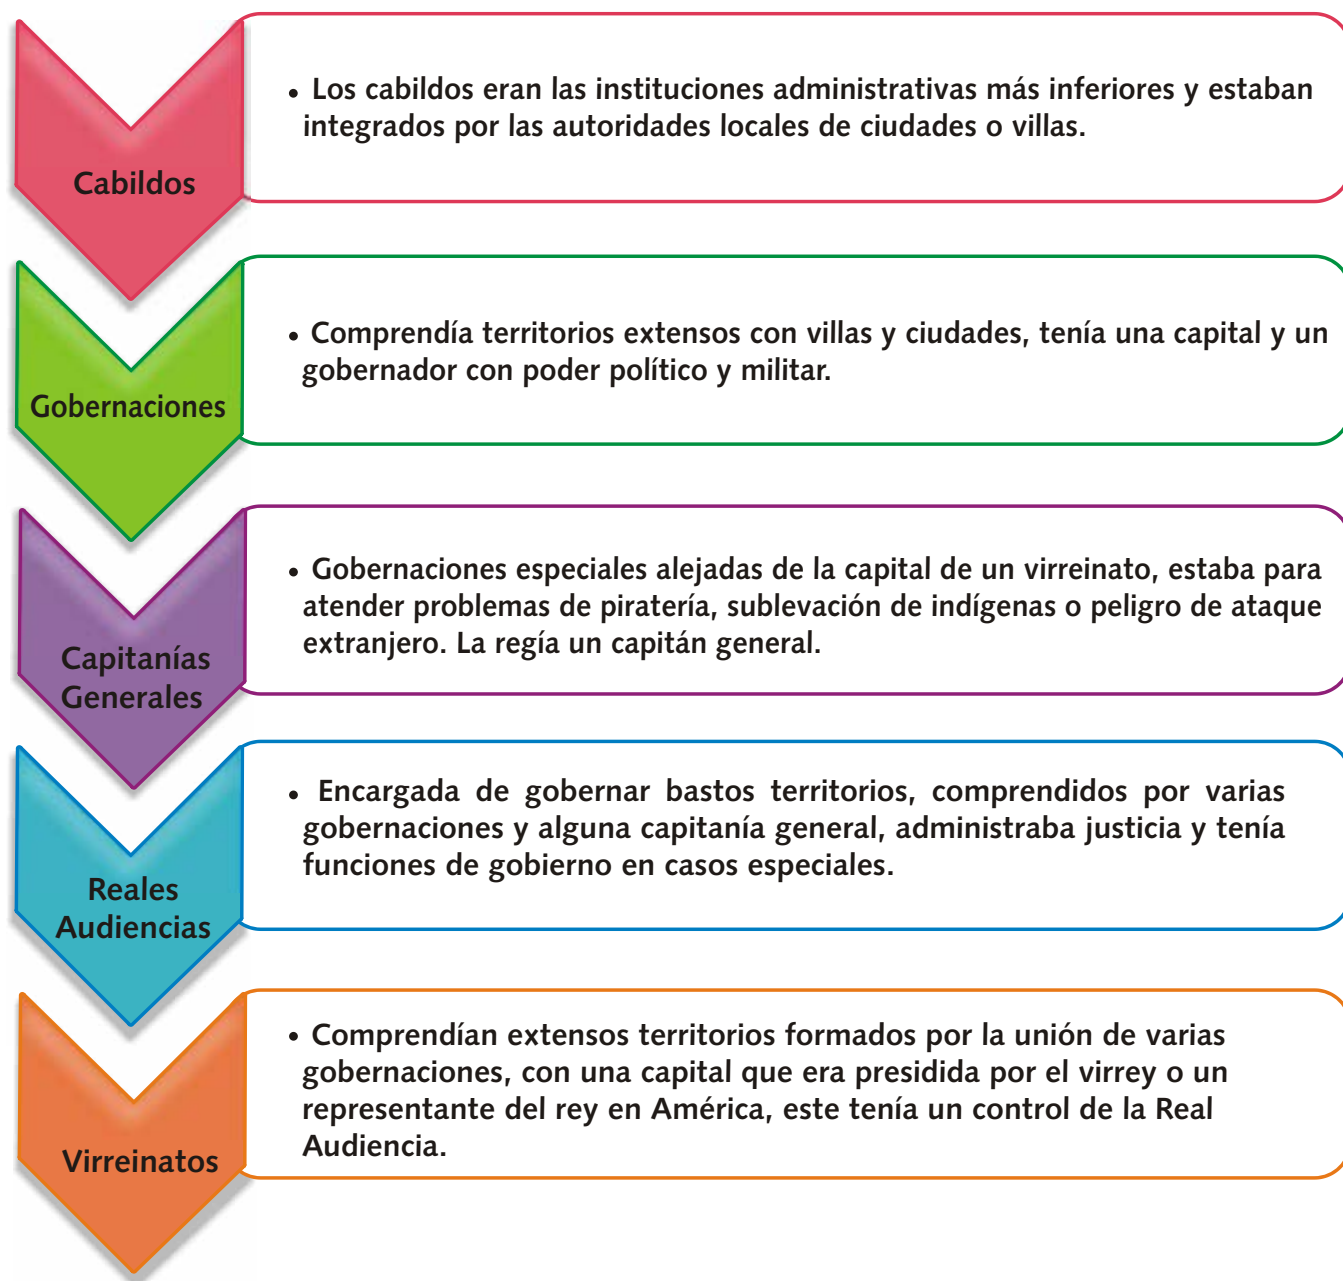 • Los cabildos eran las instituciones administrativas más inferiores y estaban
integrados por las autoridades locales de ciudades o villas.
Cabildos
• Comprendía territorios extensos con villas y ciudades, tenía una capital y un
gobernador con poder político y militar.
Gobernaciones
• Gobernaciones especiales alejadas de la capital de un virreinato, estaba para
atender problemas de piratería, sublevación de indígenas o peligro de ataque
extranjero. La regía un capitán general.
Capitanías
Generales
• Encargada de gobernar bastos territorios, comprendidos por varias
gobernaciones y alguna capitanía general, administraba justicia y tenía
funciones de gobierno en casos especiales.
Reales
Audiencias
• Comprendían extensos territorios formados por la unión de varias
gobernaciones, con una capital que era presidida por el virrey o un
representante del rey en América, este tenía un control de la Real
Audiencia.
Virreinatos